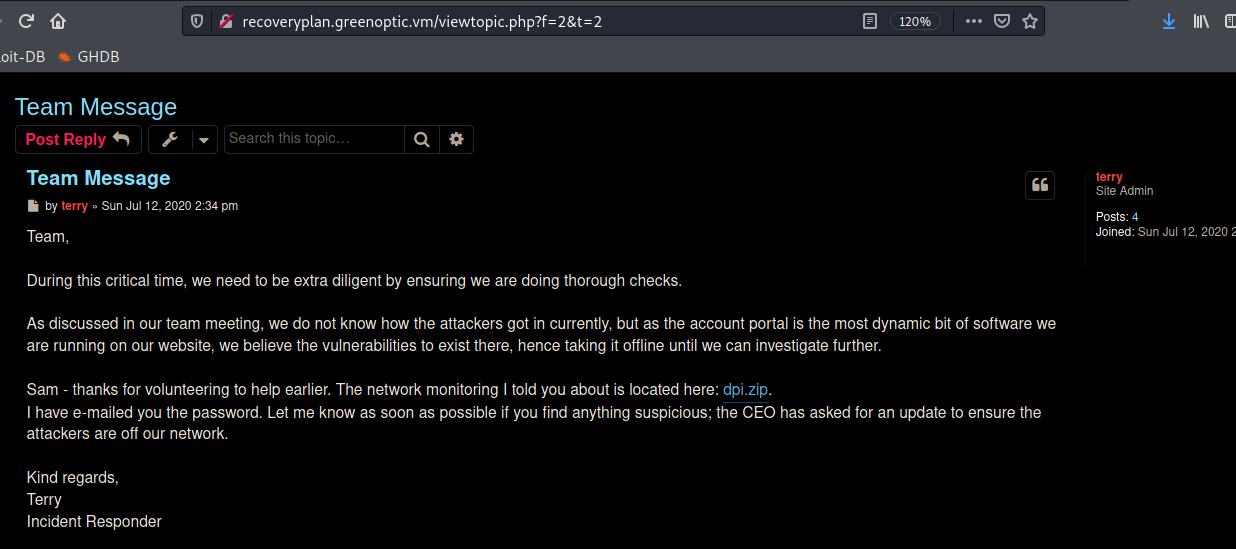 recoveryplan.greenoptic.vm/viewtopic.php?f=2&t=2
120%
oit-DB
GHDB
Team Message
Post Reply
Search this topic…
Team Message
by terry » Sun Jul 12, 2020 2:34 pm
terry
Site Admin
Posts: 4
Joined: Sun Jul 12, 2020 2
Team,
During this critical time, we need to be extra diligent by ensuring we are doing thorough checks.
As discussed in our team meeting, we do not know how the attackers got in currently, but as the account portal is the most dynamic bit of software we
are running on our website, we believe the vulnerabilities to exist there, hence taking it offline until we can investigate further.
Sam - thanks for volunteering to help earlier. The network monitoring I told you about is located here: dpi.zip.
I have e-mailed you the password. Let me know as soon as possible if you find anything suspicious; the CEO has asked for an update to ensure the
attackers are off our network.
Kind regards,
Terry
Incident Responder